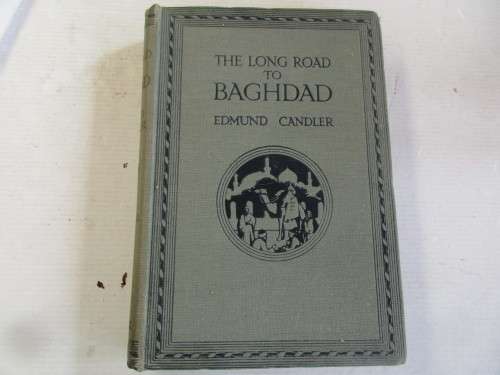 THE LONG ROAD
TO
BAGHDAD
EDMUND CANDLER